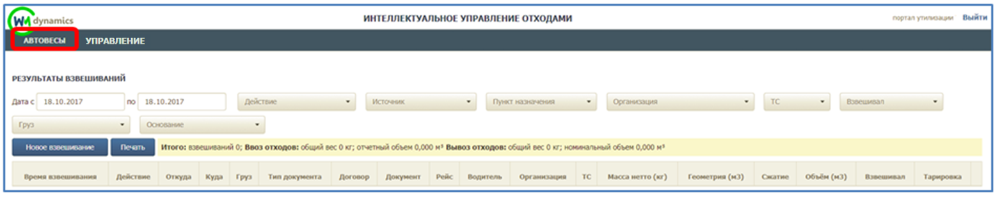 WM dynamics ИНТЕЛЛЕКТУАЛЬНОЕ УПРАВЛЕНИЕ ОТХОДАМИ портал утилизации Выйти
АВТОВЕСЫ УПРАВЛЕНИЕ
РЕЗУЛЬТАТЫ ВЗВЕШИВАНИЙ
Дата с 18.10.2017 по 18.10.2017 Действие Источник Пункт назначения Организация ТС Взвешивал
Груз Основание
Новое взвешивание Печать Итого: взвешиваний 0; Ввоз отходов: общий вес 0 кг; отчетный объем 0,000 м³ Вывоз отходов: общий вес 0 кг; номинальный объем 0,000 м³
Время взвешивания Действие Откуда Куда Груз Тип документа Договор Документ Рейс Водитель Организация ТС Масса нетто (кг) Геометрия (м3) Сжатие Объём (м3) Взвешивал Тарировка